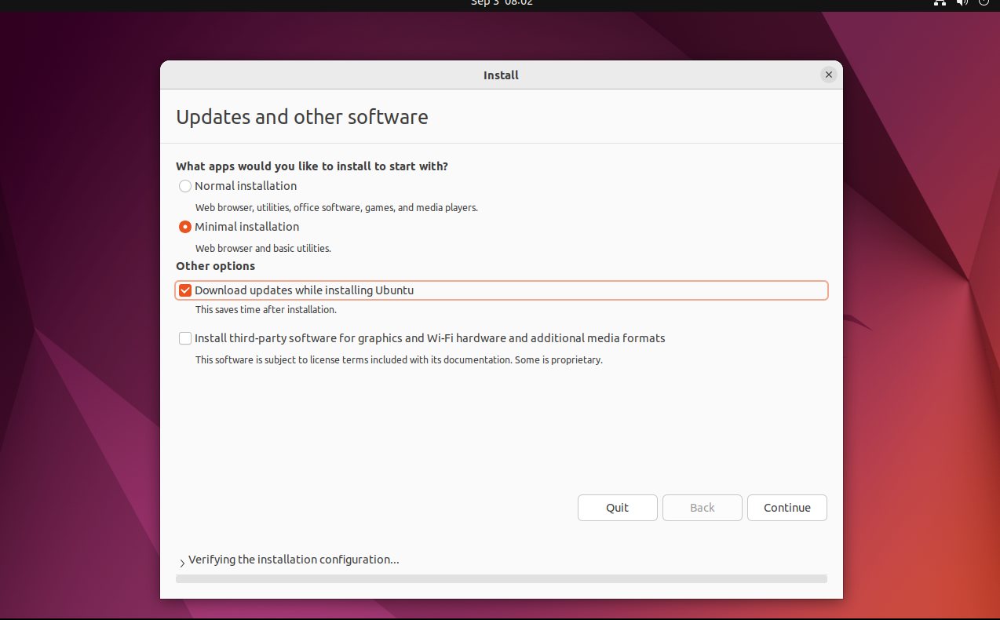 Sep 3 08:02
Install
Updates and other software
What apps would you like to install to start with?
Normal installation
Web browser, utilities, office software, games, and media players.
Minimal installation
Web browser and basic utilities.
Other options
Download updates while installing Ubuntu
This saves time after installation.
Install third-party software for graphics and Wi-Fi hardware and additional media formats
This software is subject to license terms included with its documentation. Some is proprietary.
Quit
Back
Continue
Verifying the installation configuration...